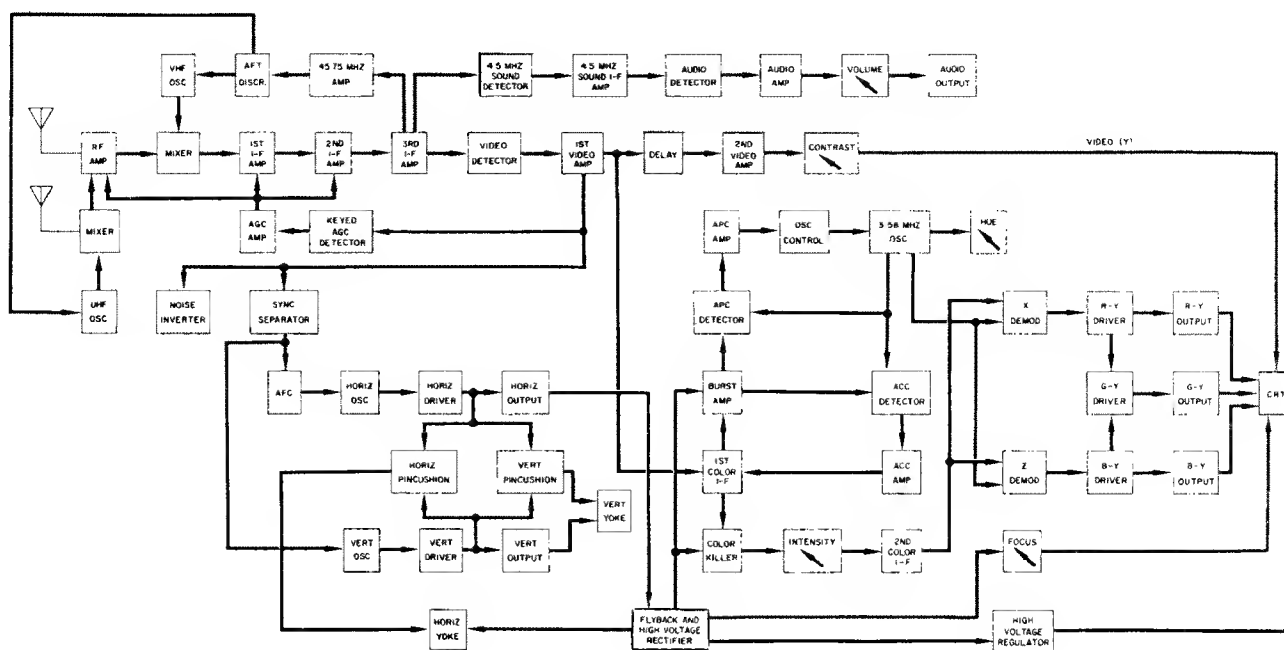 VHF
OSC
AFT
DISCR.
45.75 MHZ
AMP
4.5 MHZ
SOUND
DETECTOR
4.5 MHZ
SOUND I-F
AMP
AUDIO
DETECTOR
AUDIO
AMP
VOLUME
AUDIO
OUTPUT
RF
AMP
MIXER
1ST
I-F AMP
2ND
I-F AMP
3RD
I-F AMP
VIDEO
DETECTOR
1ST
VIDEO
AMP
DELAY
2ND
VIDEO
AMP
CONTRAST
VIDEO (Y)
MIXER
AGC
AMP
KEYED
AGC
DETECTOR
APC
AMP
OSC
CONTROL
3.58 MHZ
OSC
HUE
UHF
OSC
NOISE
INVERTER
SYNC
SEPARATOR
APC
DETECTOR
X
DEMOD
R-Y
DRIVER
R-Y
OUTPUT
AFC
HORIZ
OSC
HORIZ
DRIVER
HORIZ
OUTPUT
BURST
AMP
ACC
DETECTOR
G-Y
DRIVER
G-Y
OUTPUT
CRT
HORIZ
PINCUSHION
VERT
PINCUSHION
1ST
COLOR
I-F
ACC
AMP
Z
DEMOD
B-Y
DRIVER
B-Y
OUTPUT
VERT
YOKE
VERT
OSC
VERT
DRIVER
VERT
OUTPUT
COLOR
KILLER
INTENSITY
2ND
COLOR
I-F
FOCUS
HORIZ
YOKE
FLYBACK AND
HIGH VOLTAGE
RECTIFIER
HIGH
VOLTAGE
REGULATOR